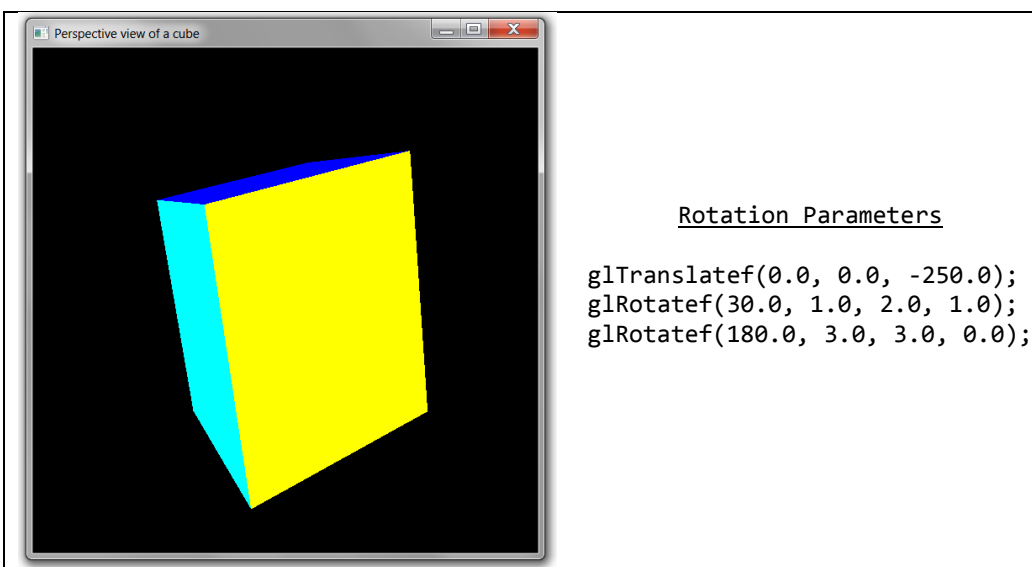 Perspective view of a cube
Rotation Parameters
glTranslatef(0.0, 0.0, -250.0);
glRotatef(30.0, 1.0, 2.0, 1.0);
glRotatef(180.0, 3.0, 3.0, 0.0);